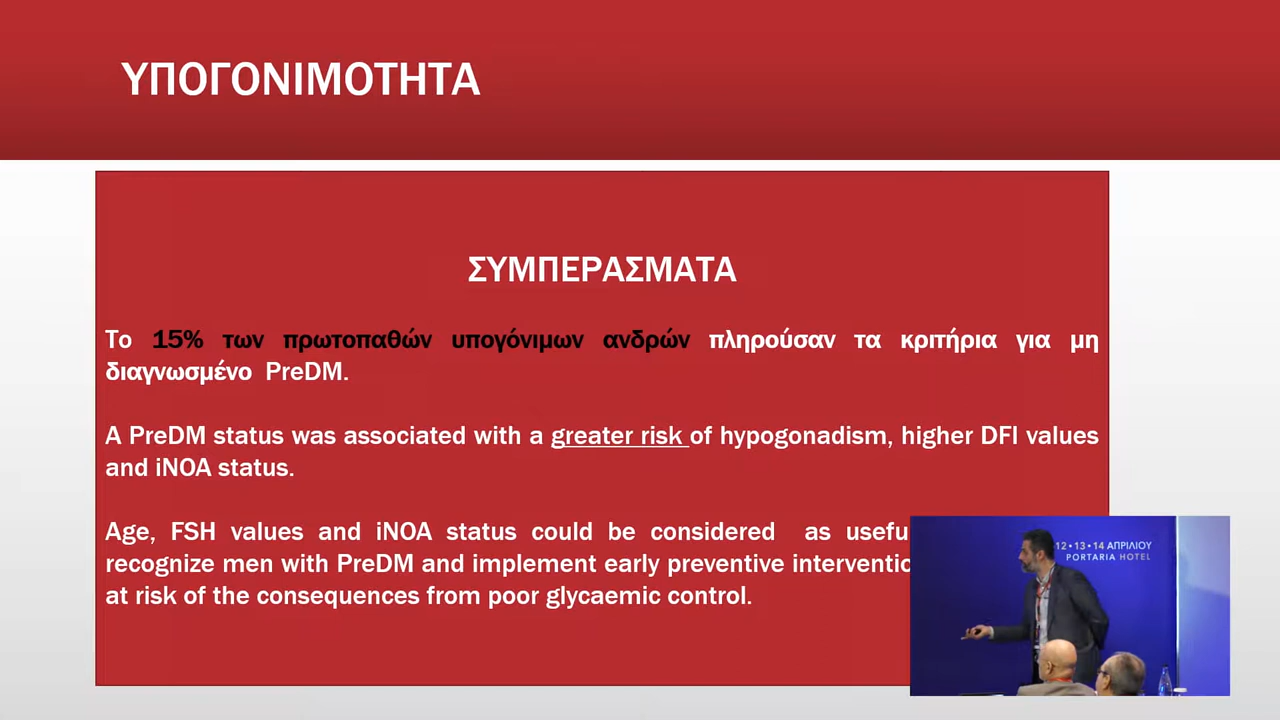 ΥΠΟΓΟΝΙΜΟΤΗΤΑ
ΣΥΜΠΕΡΑΣΜΑΤΑ
Το 15% των πρωτοπαθών υπογόνιμων ανδρών πληρούσαν τα κριτήρια για μη
διαγνωσμένο PreDM.
A PreDM status was associated with a greater risk of hypogonadism, higher DFI values
and iNOA status.
Age, FSH values and iNOA status could be considered as
recognize men with PreDM and implement early preventive
at risk of the consequences from poor glycaemic control.
12•13•14 ΑΠΡΙΛΙΟΥ
PORTARIA HOTEL